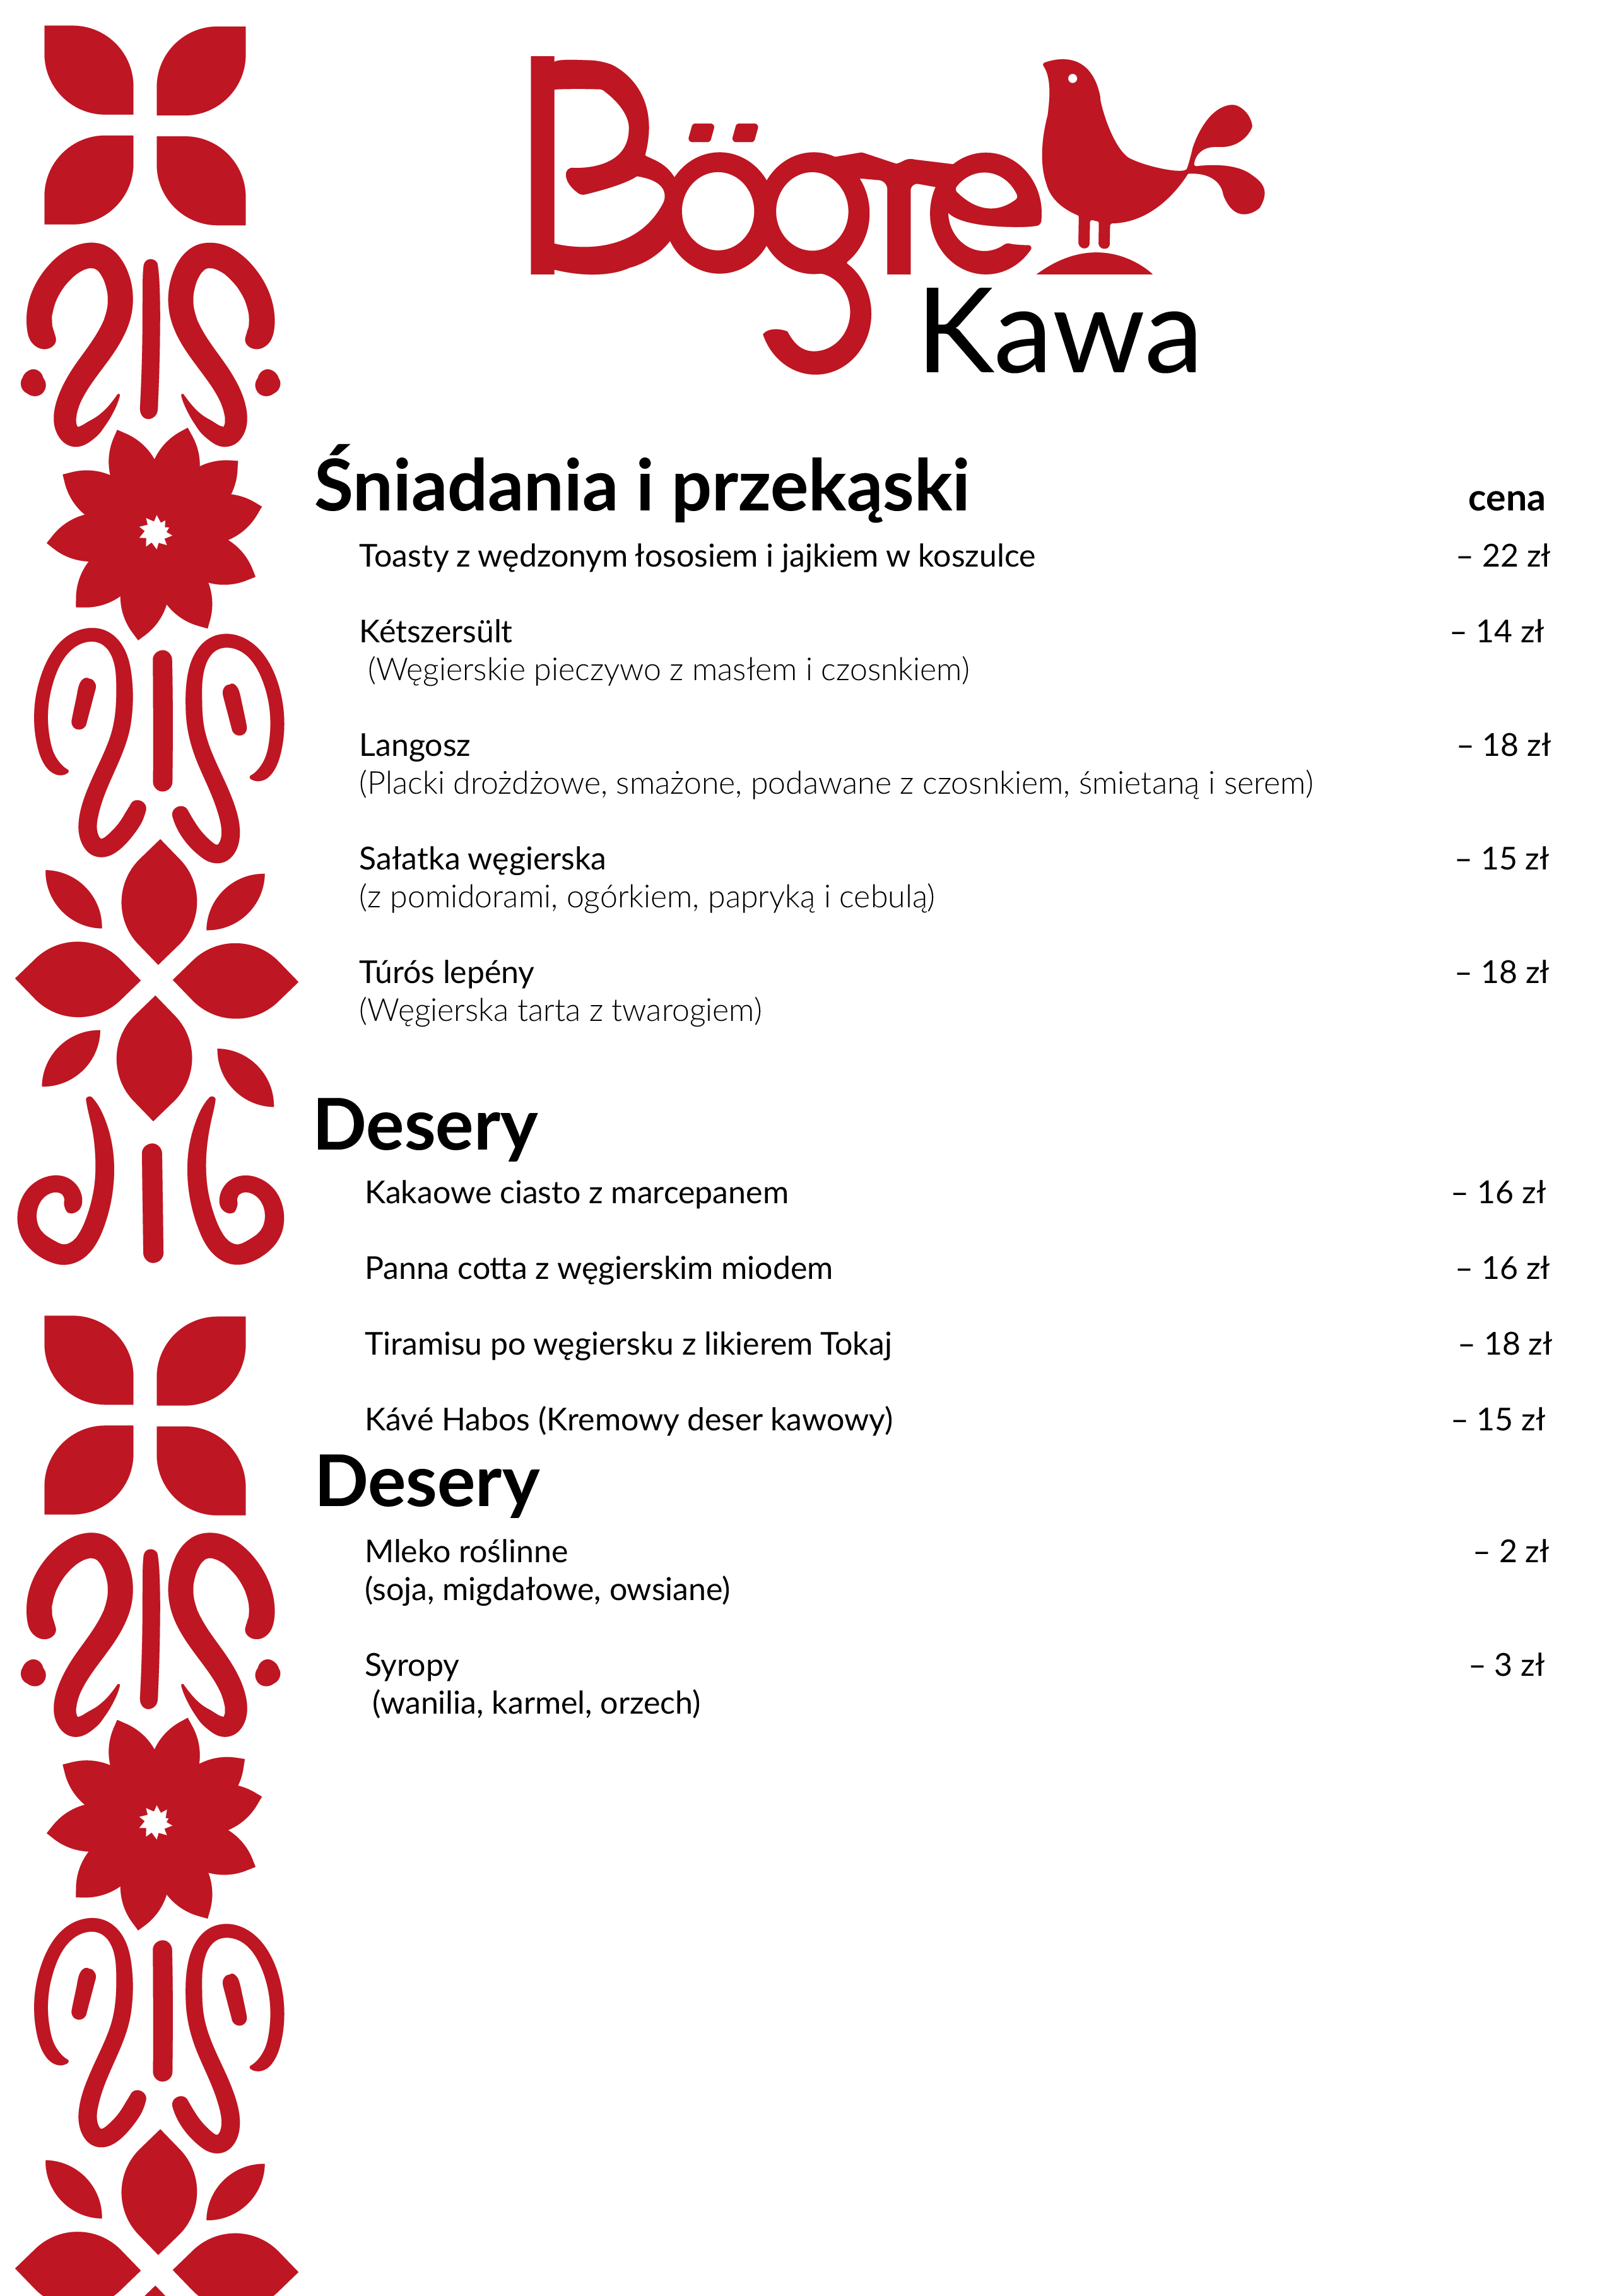 Bögre
Kawa
Śniadania i przekąski cena
Toasty z wędzonym łososiem i jajkiem w koszulce – 22 zł
Kétszersült – 14 zł
(Węgierskie pieczywo z masłem i czosnkiem)
Langosz – 18 zł
(Placki drożdżowe, smażone, podawane z czosnkiem, śmietaną i serem)
Sałatka węgierska – 15 zł
(z pomidorami, ogórkiem, papryką i cebulą)
Túrós lepény – 18 zł
(Węgierska tarta z twarogiem)
Desery
Kakaowe ciasto z marcepanem – 16 zł
Panna cotta z węgierskim miodem – 16 zł
Tiramisu po węgiersku z likierem Tokaj – 18 zł
Kávé Habos (Kremowy deser kawowy) – 15 zł
Desery
Mleko roślinne – 2 zł
(soja, migdałowe, owsiane)
Syropy – 3 zł
(wanilia, karmel, orzech)